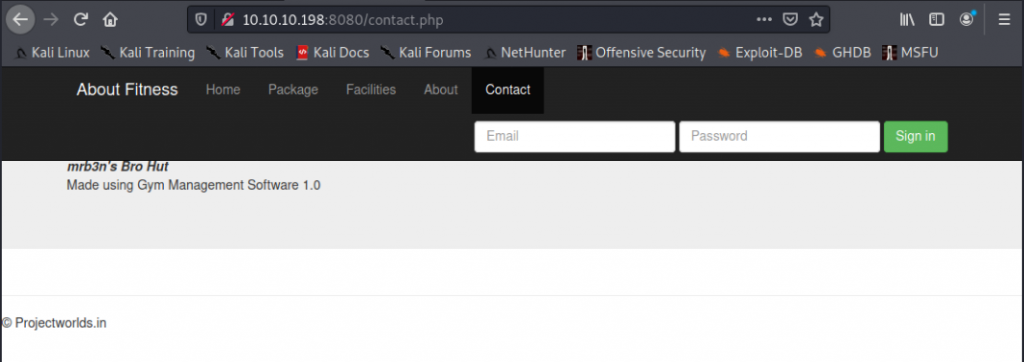 10.10.10.198:8080/contact.php
Kali Linux Kali Training Kali Tools Kali Docs Kali Forums NetHunter Offensive Security Exploit-DB GHDB MSFU
About Fitness Home Package Facilities About Contact
Email Password Sign in
mrb3n's Bro Hut
Made using Gym Management Software 1.0
© Projectworlds.in